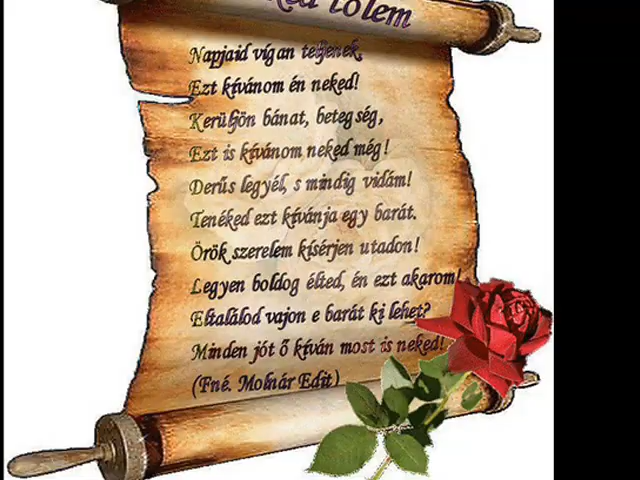 tőlem
Napjaid vígan teljenek,
Ezt kívánom én neked!
Kerüljön bánat, betegség,
Ezt is kívánom neked még!
Derűs legyél, s mindig vidám!
Tenéked ezt kívánja egy barát.
Örök szerelem kísérjen utadon!
Legyen boldog élted, én ezt akarom!
Eltalálod vajon e barát ki lehet?
Minden jót ő kíván most is neked!
(Fné. Molnár Edit)